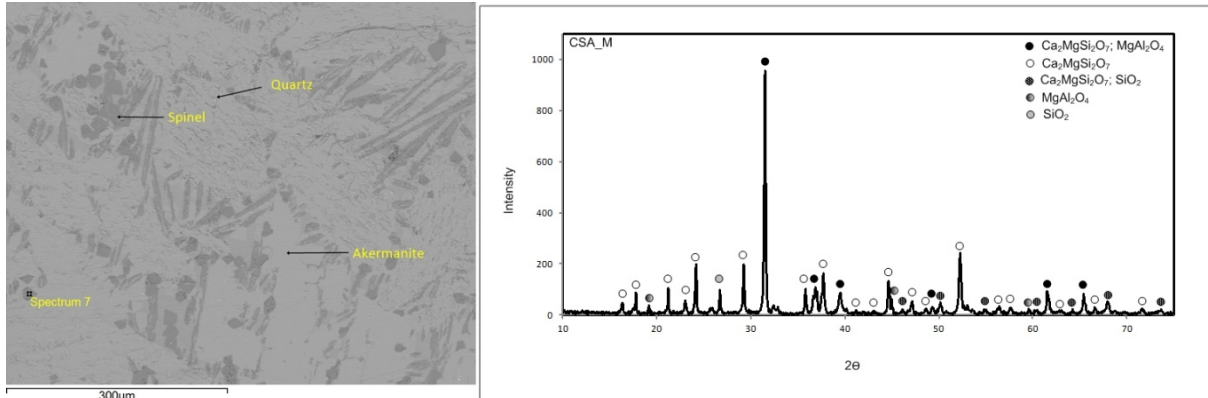 Quartz
Spinel
Akermanite
Spectrum 7
300um
CSA_M
Ca₂MgSi₂O₇; MgAl₂O₄
Ca₂MgSi₂O₇
Ca₂MgSi₂O₇; SiO₂
MgAl₂O₄
SiO₂
Intensity
1000
800
600
400
200
0
10 20 30 40 50 60 70
2Θ